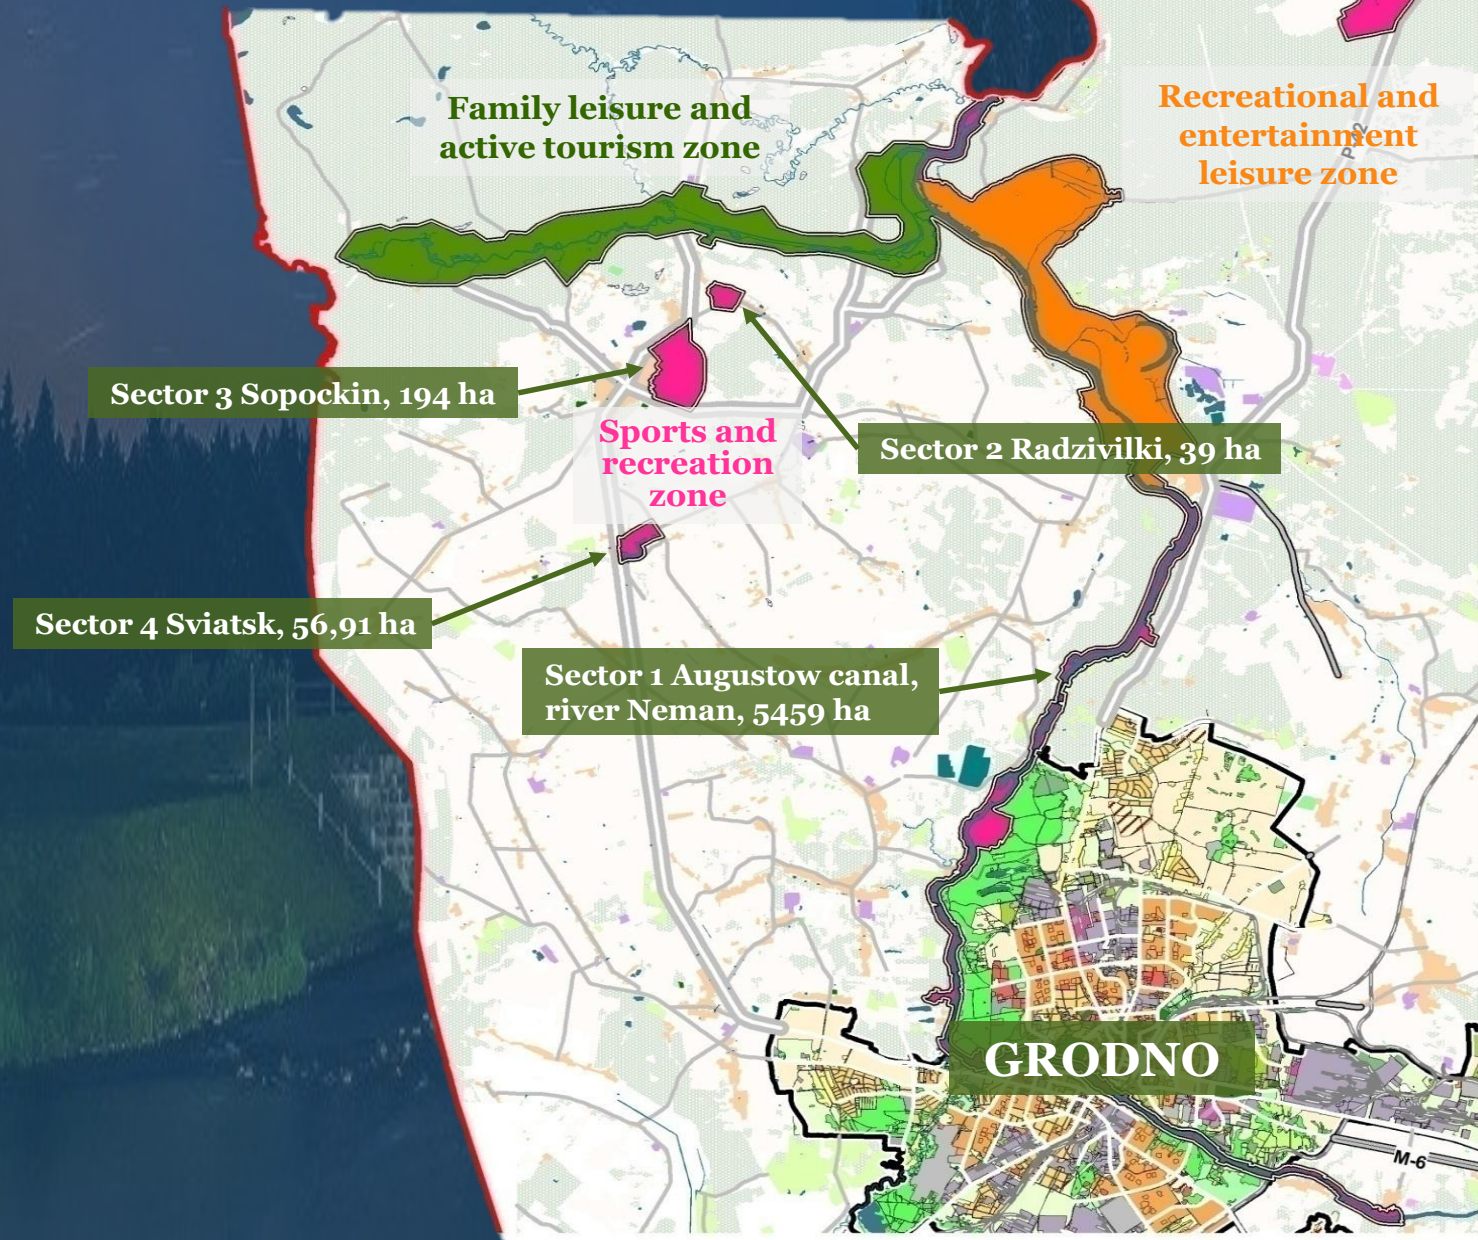 Family leisure and
active tourism zone
Recreational and
entertainment
leisure zone
Sector 3 Sopockin, 194 ha
Sports and
recreation
zone
Sector 2 Radzivilki, 39 ha
Sector 4 Sviatsk, 56,91 ha
Sector 1 Augustow canal,
river Neman, 5459 ha
GRODNO
M-6